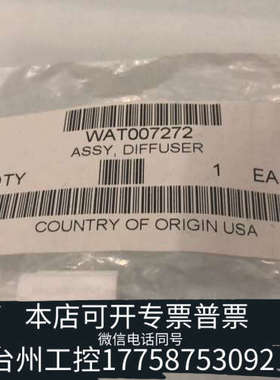 WAT007272
ASSY, DIFFUSER
QTY 1 EA
COUNTRY OF ORIGIN USA
本店可开专票普票
微信电话同号
台州工控17758753092